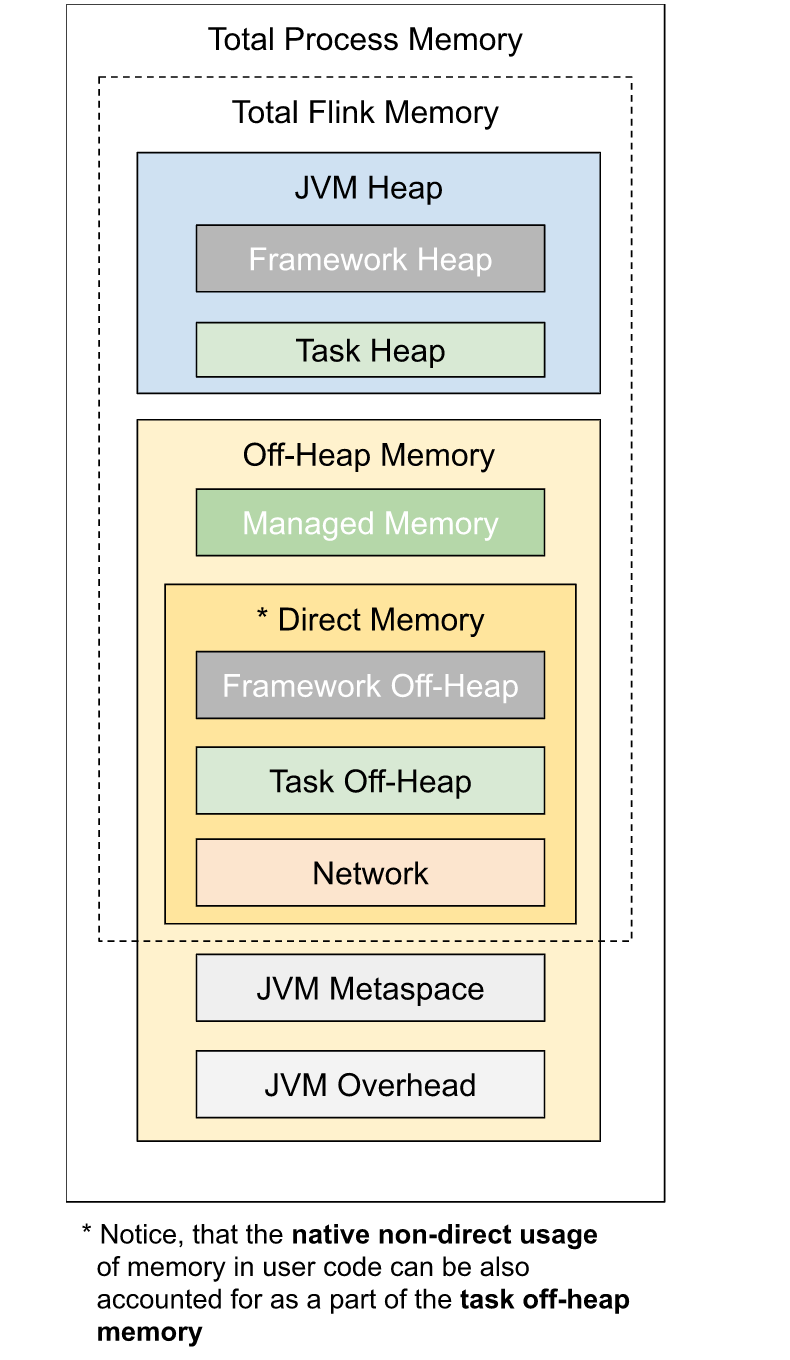 Total Process Memory
Total Flink Memory
JVM Heap
Framework Heap
Task Heap
Off-Heap Memory
Managed Memory
* Direct Memory
Framework Off-Heap
Task Off-Heap
Network
JVM Metaspace
JVM Overhead
* Notice, that the native non-direct usage
of memory in user code can be also
accounted for as a part of the task off-heap
memory